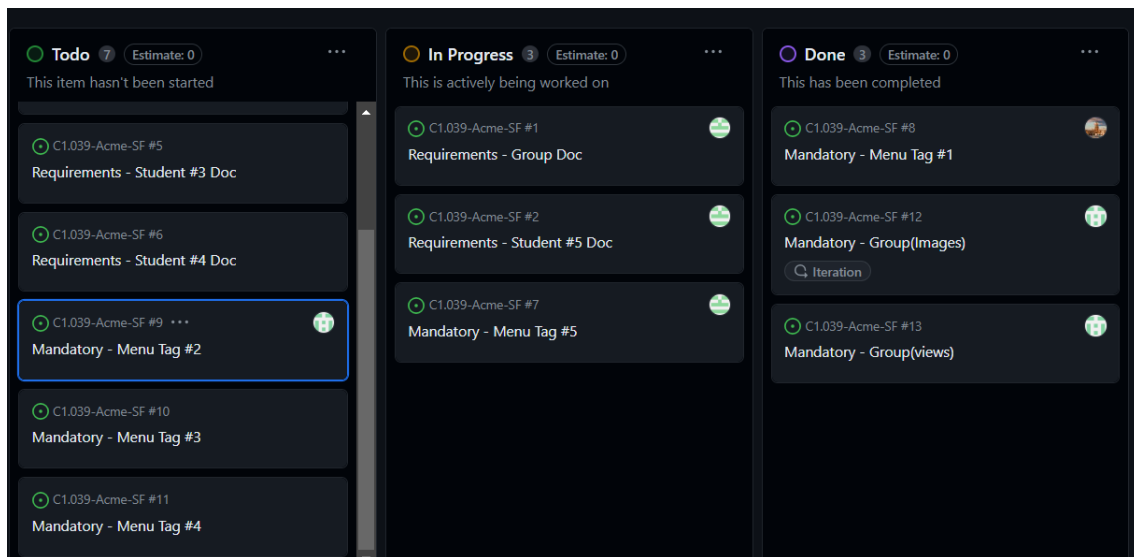 Todo 7 Estimate: 0 ...
This item hasn't been started
C1.039-Acme-SF #5
Requirements - Student #3 Doc
C1.039-Acme-SF #6
Requirements - Student #4 Doc
C1.039-Acme-SF #9 ...
Mandatory - Menu Tag #2
C1.039-Acme-SF #10
Mandatory - Menu Tag #3
C1.039-Acme-SF #11
Mandatory - Menu Tag #4
In Progress 3 Estimate: 0 ...
This is actively being worked on
C1.039-Acme-SF #1
Requirements - Group Doc
C1.039-Acme-SF #2
Requirements - Student #5 Doc
C1.039-Acme-SF #7
Mandatory - Menu Tag #5
Done 3 Estimate: 0 ...
This has been completed
C1.039-Acme-SF #8
Mandatory - Menu Tag #1
C1.039-Acme-SF #12
Mandatory - Group(Images)
Iteration
C1.039-Acme-SF #13
Mandatory - Group(views)